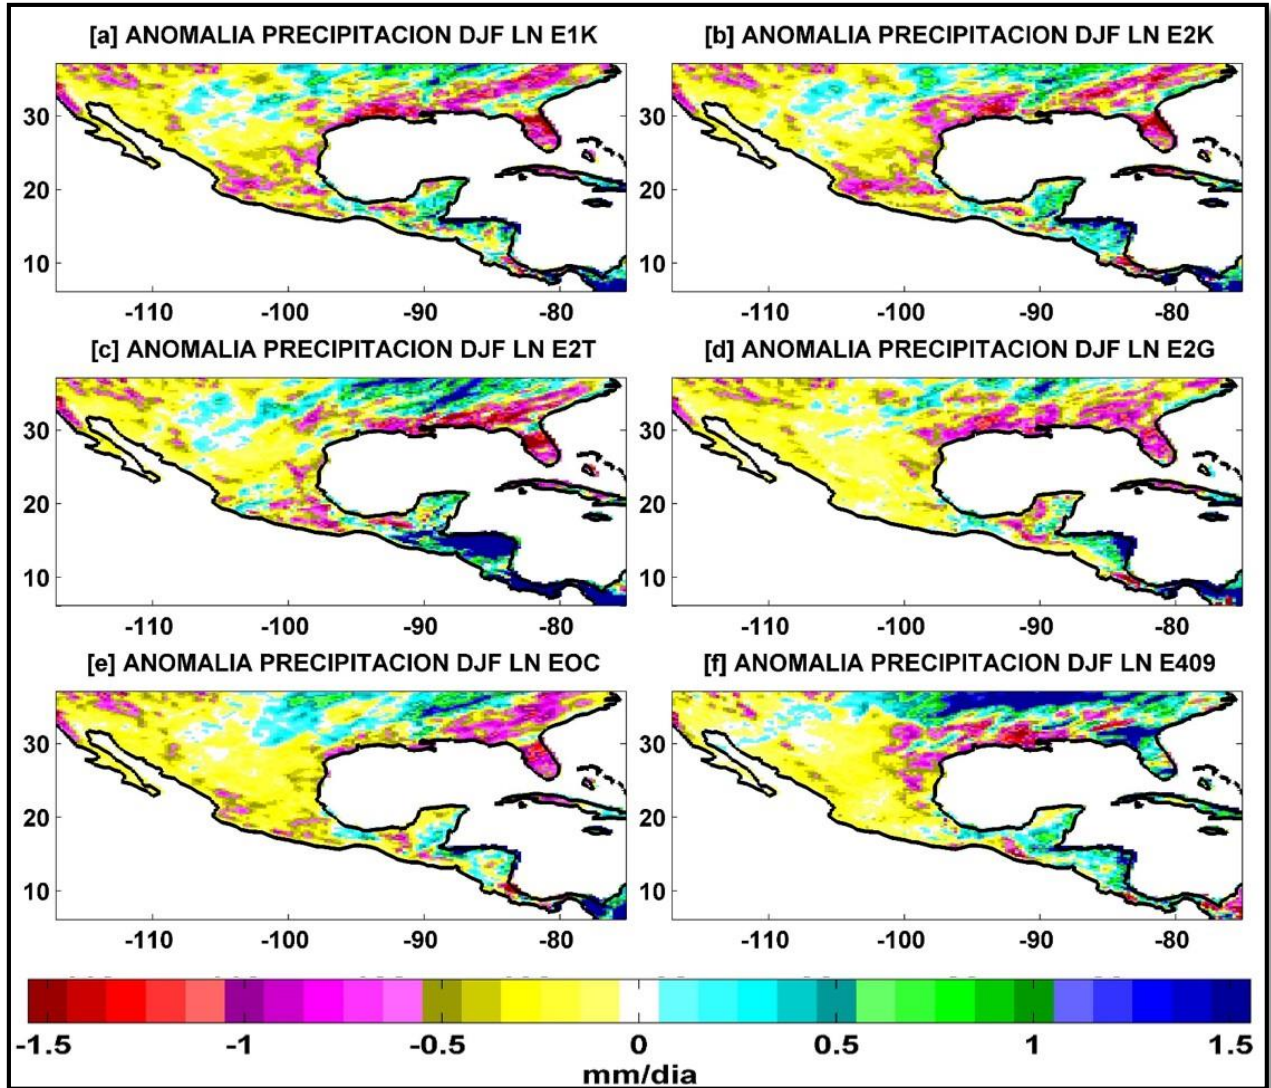 [a] ANOMALIA PRECIPITACION DJF LN E1K
[b] ANOMALIA PRECIPITACION DJF LN E2K
30
20
10
-110 -100 -90 -80
30
20
10
-110 -100 -90 -80
[c] ANOMALIA PRECIPITACION DJF LN E2T
[d] ANOMALIA PRECIPITACION DJF LN E2G
30
20
10
-110 -100 -90 -80
30
20
10
-110 -100 -90 -80
[e] ANOMALIA PRECIPITACION DJF LN EOC
[f] ANOMALIA PRECIPITACION DJF LN E409
30
20
10
-110 -100 -90 -80
30
20
10
-110 -100 -90 -80
-1.5 -1 -0.5 0 0.5 1 1.5
mm/dia